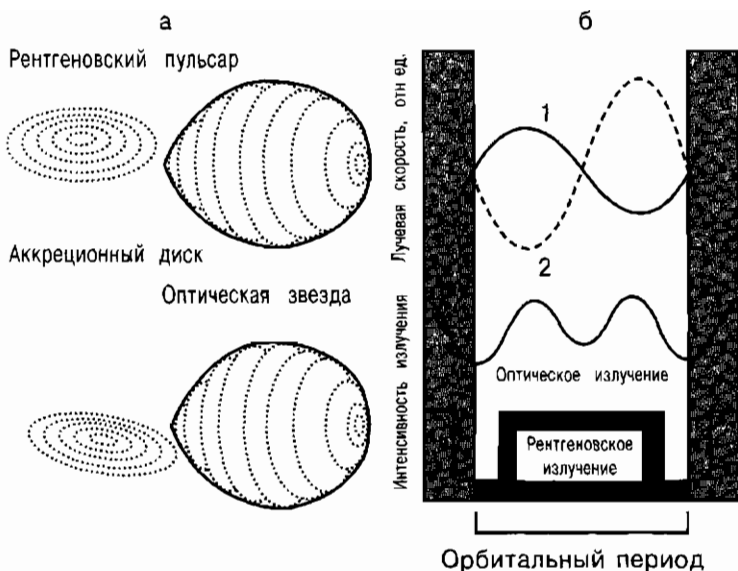 а
Рентгеновский пульсар
Аккреционный диск
Оптическая звезда
б
Лучевая скорость, отн ед.
1
2
Интенсивность излучения
Оптическое излучение
Рентгеновское
излучение
Орбитальный период